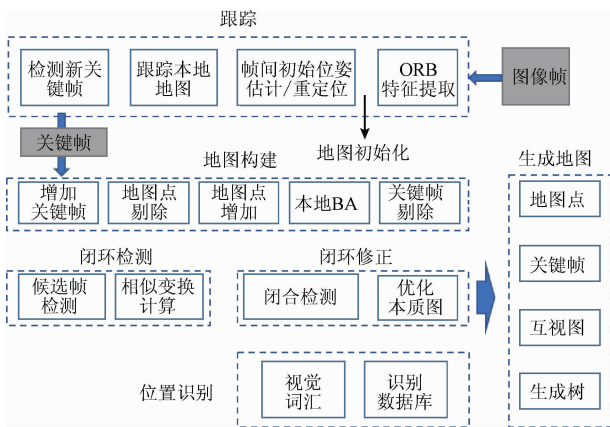 跟踪
检测新关
键帧
跟踪本地
地图
帧间初始位姿
估计/重定位
ORB
特征提取
图像帧
关键帧
地图构建
地图初始化
增加
关键帧
地图点
剔除
地图点
增加
本地BA
关键帧
剔除
生成地图
地图点
关键帧
互视图
生成树
闭环检测
候选帧
检测
相似变换
计算
闭环修正
闭合检测
优化
本质图
位置识别
视觉
词汇
识别
数据库